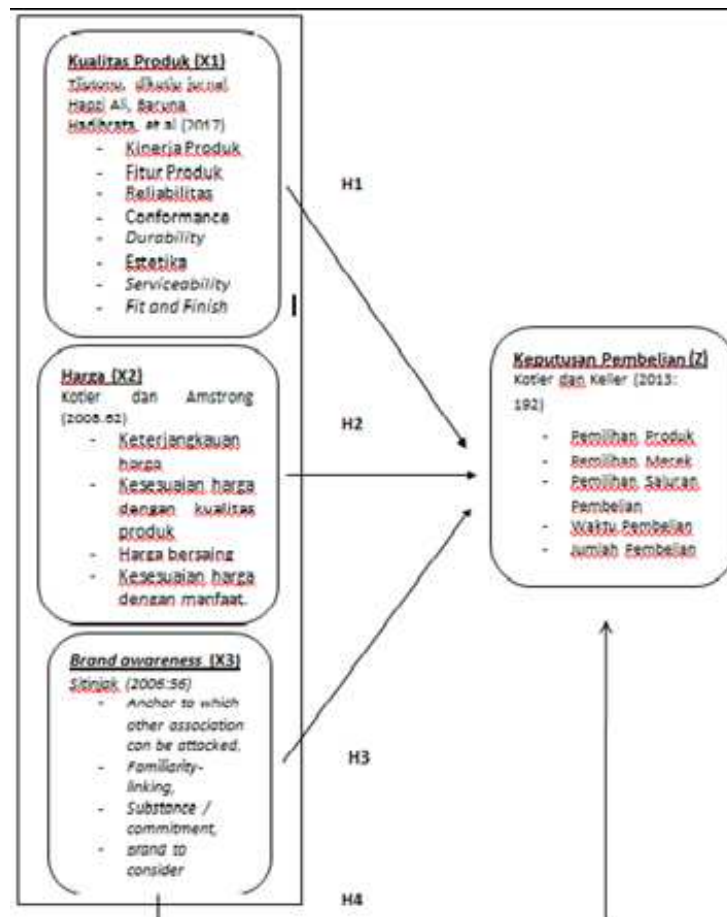 Kualitas Produk (X1)
Tjiptono, dikutip jurnal
Hapzi Ali, Baruna
Hadibrata, et al (2017)
- Kinerja Produk
- Fitur Produk
- Reliabilitas
- Conformance
- Durability
- Estetika
- Serviceability
- Fit and Finish
H1
Harga (X2)
Kotler dan Amstrong
- Keterjangkauan
harga
- Kesesuaian harga
dengan kualitas
produk
- Harga bersaing
- Kesesuaian harga
dengan manfaat.
H2
Brand awareness (X3)
Sitinjak (2006:56)
- Anchor to which
other association
can be attacked,
- Familiarity-
linking,
- Substance /
commitment,
- Brand to
consider
H3
H4
Keputusan Pembelian (Z)
Kotler dan Keller (2013:
192)
- Pemilihan Produk
- Pemilihan Merek
- Pemilihan Saluran
Pembelian
- Waktu Pembelian
- Jumlah Pembelian